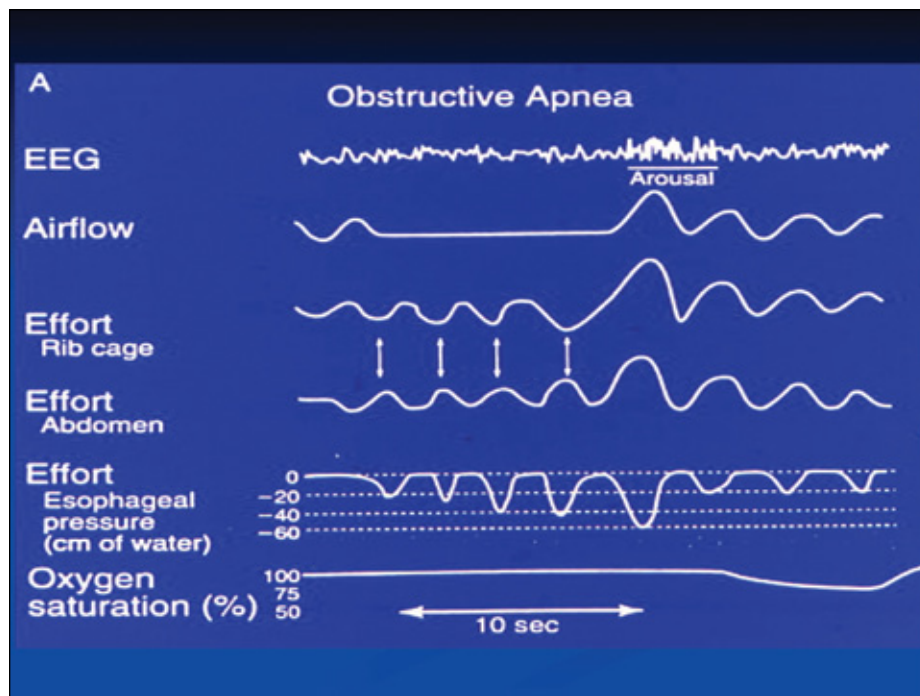 A
Obstructive Apnea
EEG
Arousal
Airflow
Effort
Rib cage
Effort
Abdomen
Effort
Esophageal
pressure
(cm of water)
0
−20
−40
−60
Oxygen
saturation (%)
100
75
50
10 sec